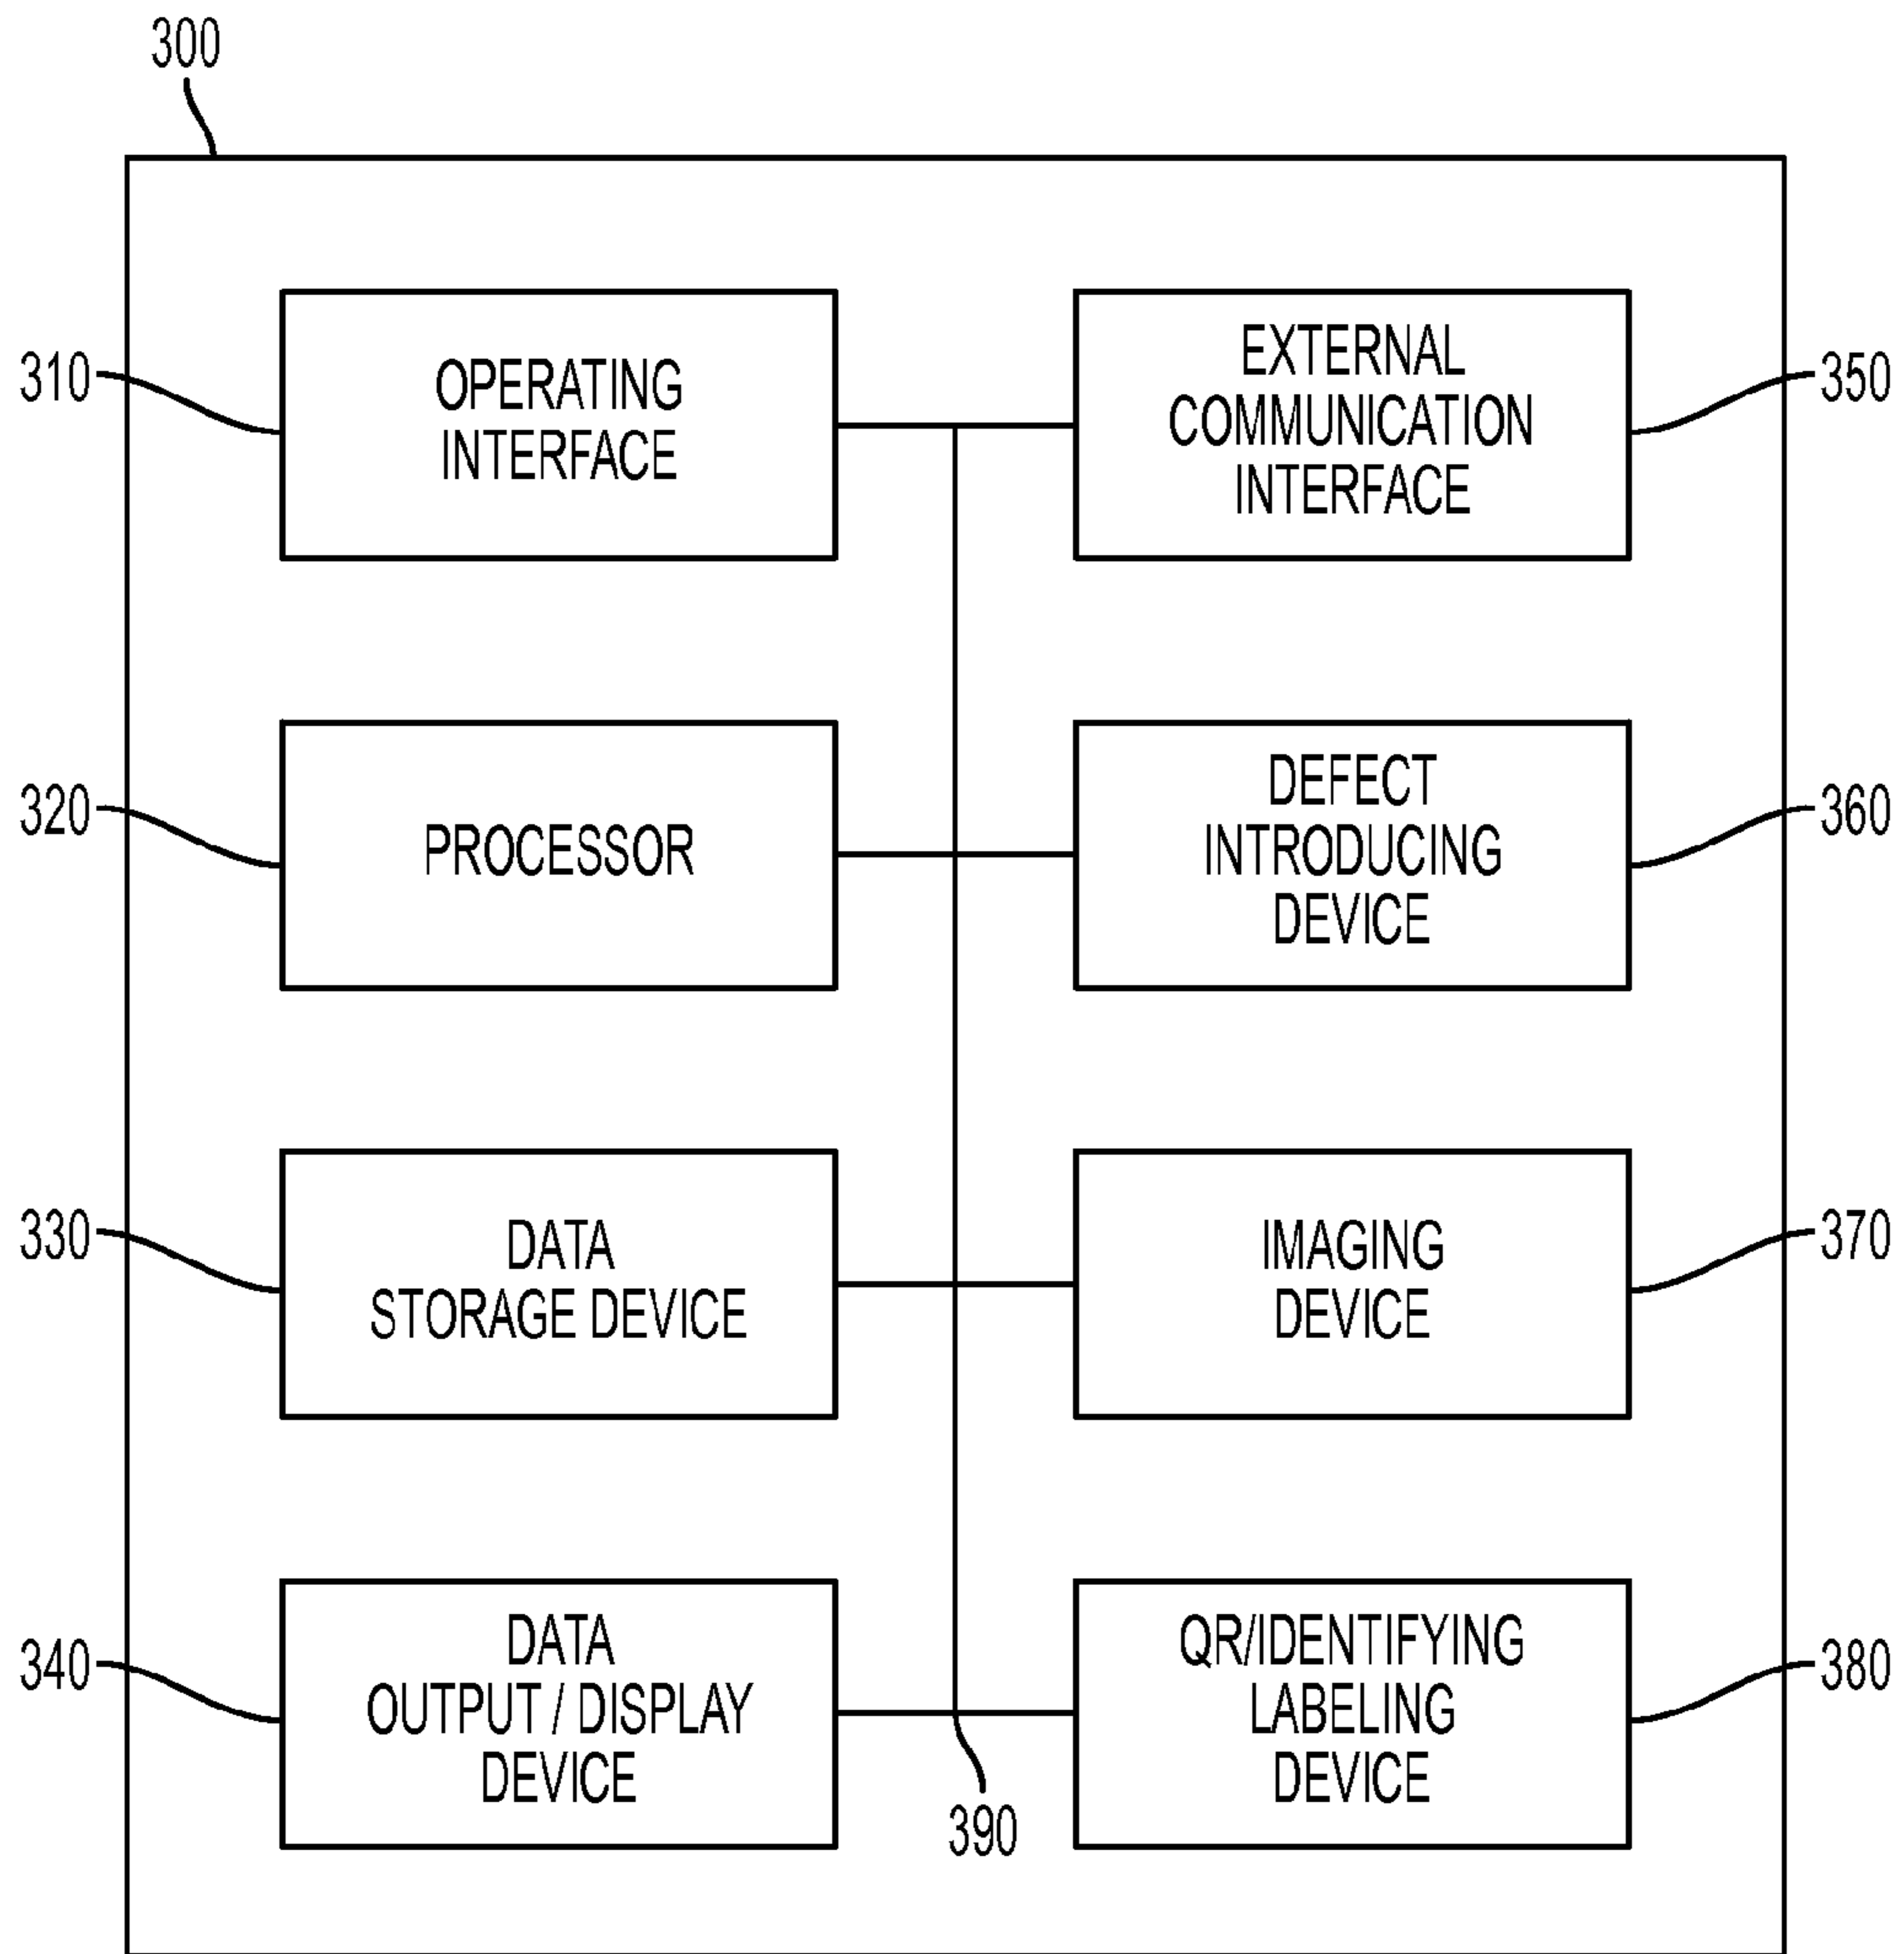 300
310
OPERATING
INTERFACE
EXTERNAL
COMMUNICATION
INTERFACE
350
320
PROCESSOR
DEFECT
INTRODUCING
DEVICE
360
330
DATA
STORAGE DEVICE
IMAGING
DEVICE
370
340
DATA
OUTPUT / DISPLAY
DEVICE
QR/IDENTIFYING
LABELING
DEVICE
380
390